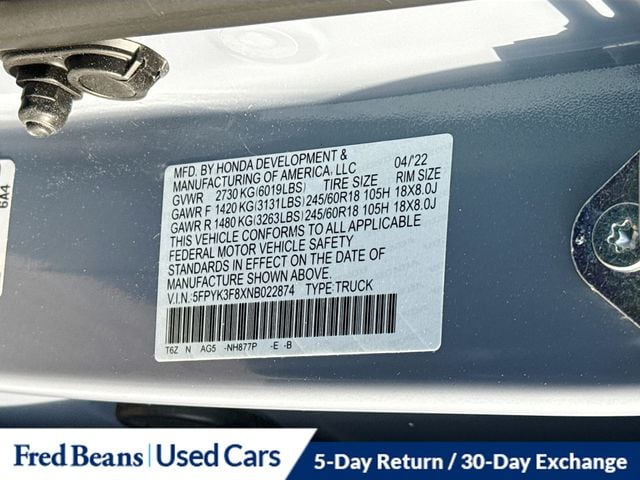 MFD. BY HONDA DEVELOPMENT &
MANUFACTURING OF AMERICA, LLC 04/'22
GVWR 2730 KG(6019LBS) TIRE SIZE RIM SIZE
GAWR F 1420 KG(3131LBS) 245/60R18 105H 18X8.0J
GAWR R 1480 KG(3263LBS) 245/60R18 105H 18X8.0J
THIS VEHICLE CONFORMS TO ALL APPLICABLE
FEDERAL MOTOR VEHICLE SAFETY
STANDARDS IN EFFECT ON THE DATE OF
MANUFACTURE SHOWN ABOVE.
V.I.N.:5FPYK3F8XNB022874 TYPE:TRUCK
T6Z N AG5 -NH877P -E -B
6A4
Fred Beans Used Cars
5-Day Return / 30-Day Exchange